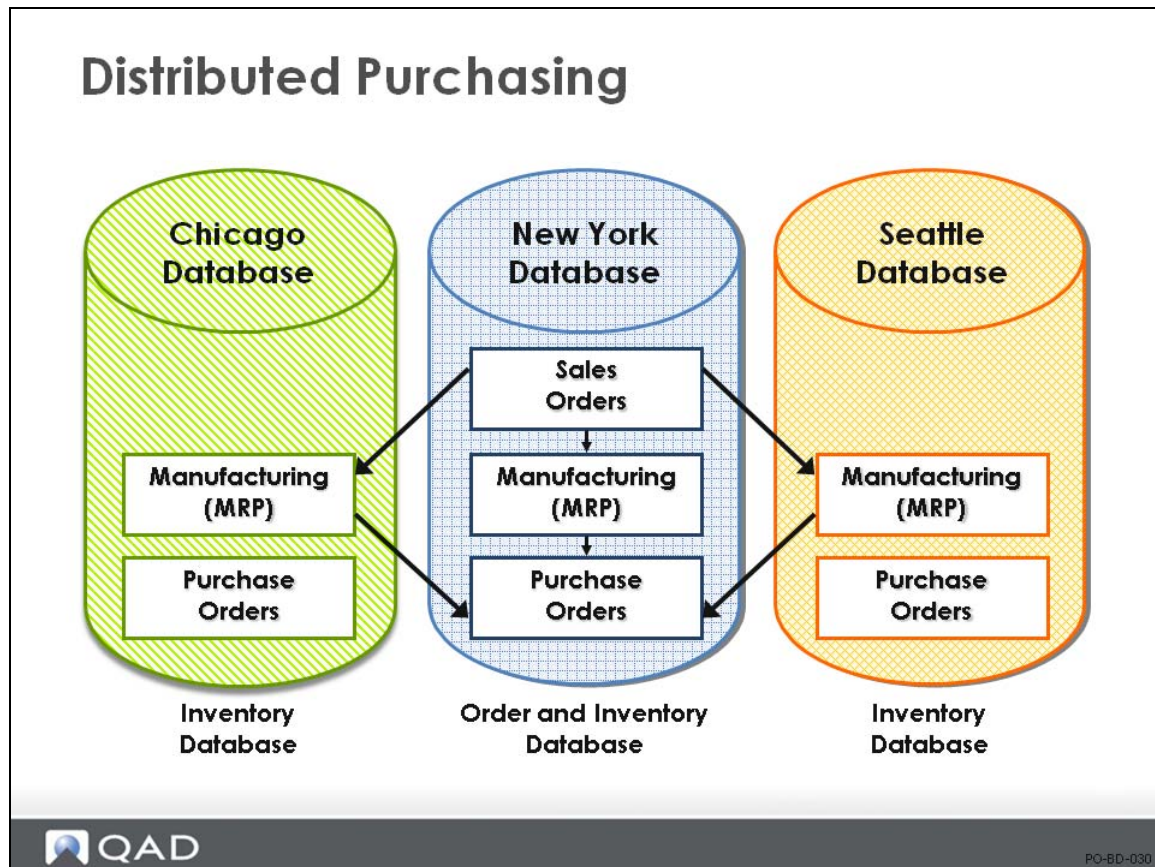 Distributed Purchasing
Chicago
Database
New York
Database
Seattle
Database
Sales
Orders
Manufacturing
(MRP)
Manufacturing
(MRP)
Manufacturing
(MRP)
Purchase
Orders
Purchase
Orders
Purchase
Orders
Inventory
Database
Order and Inventory
Database
Inventory
Database
QAD
PO-BD-030